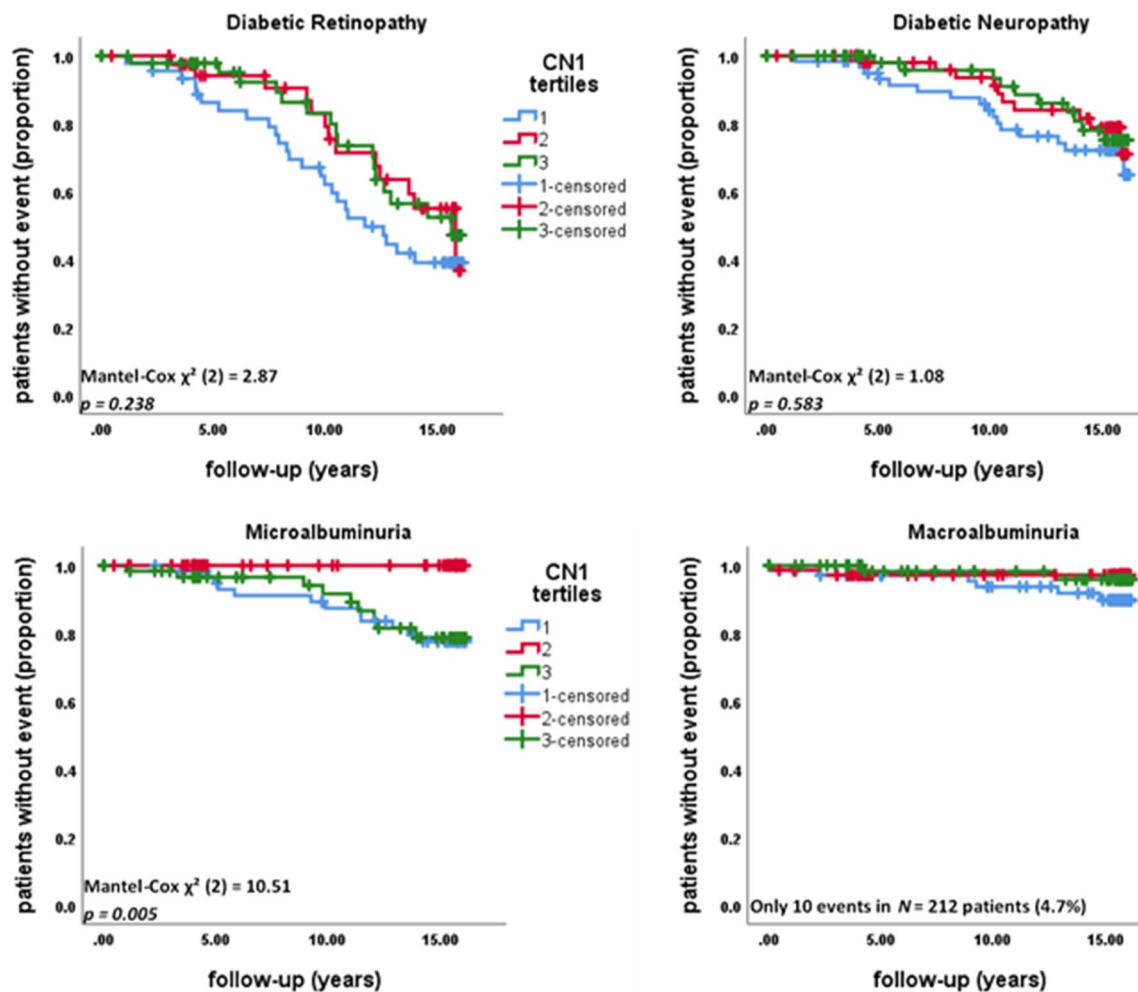 Diabetic Retinopathy
patients without event (proportion)
1.0
0.8
0.6
0.4
0.2
0.0
Mantel-Cox χ² (2) = 2.87
p = 0.238
.00 5.00 10.00 15.00
follow-up (years)
CN1
tertiles
1
2
3
1-censored
2-censored
3-censored
Diabetic Neuropathy
patients without event (proportion)
1.0
0.8
0.6
0.4
0.2
0.0
Mantel-Cox χ² (2) = 1.08
p = 0.583
.00 5.00 10.00 15.00
follow-up (years)
Microalbuminuria
patients without event (proportion)
1.0
0.8
0.6
0.4
0.2
0.0
Mantel-Cox χ² (2) = 10.51
p = 0.005
.00 5.00 10.00 15.00
follow-up (years)
CN1
tertiles
1
2
3
1-censored
2-censored
3-censored
Macroalbuminuria
patients without event (proportion)
1.0
0.8
0.6
0.4
0.2
0.0
Only 10 events in N = 212 patients (4.7%)
.00 5.00 10.00 15.00
follow-up (years)